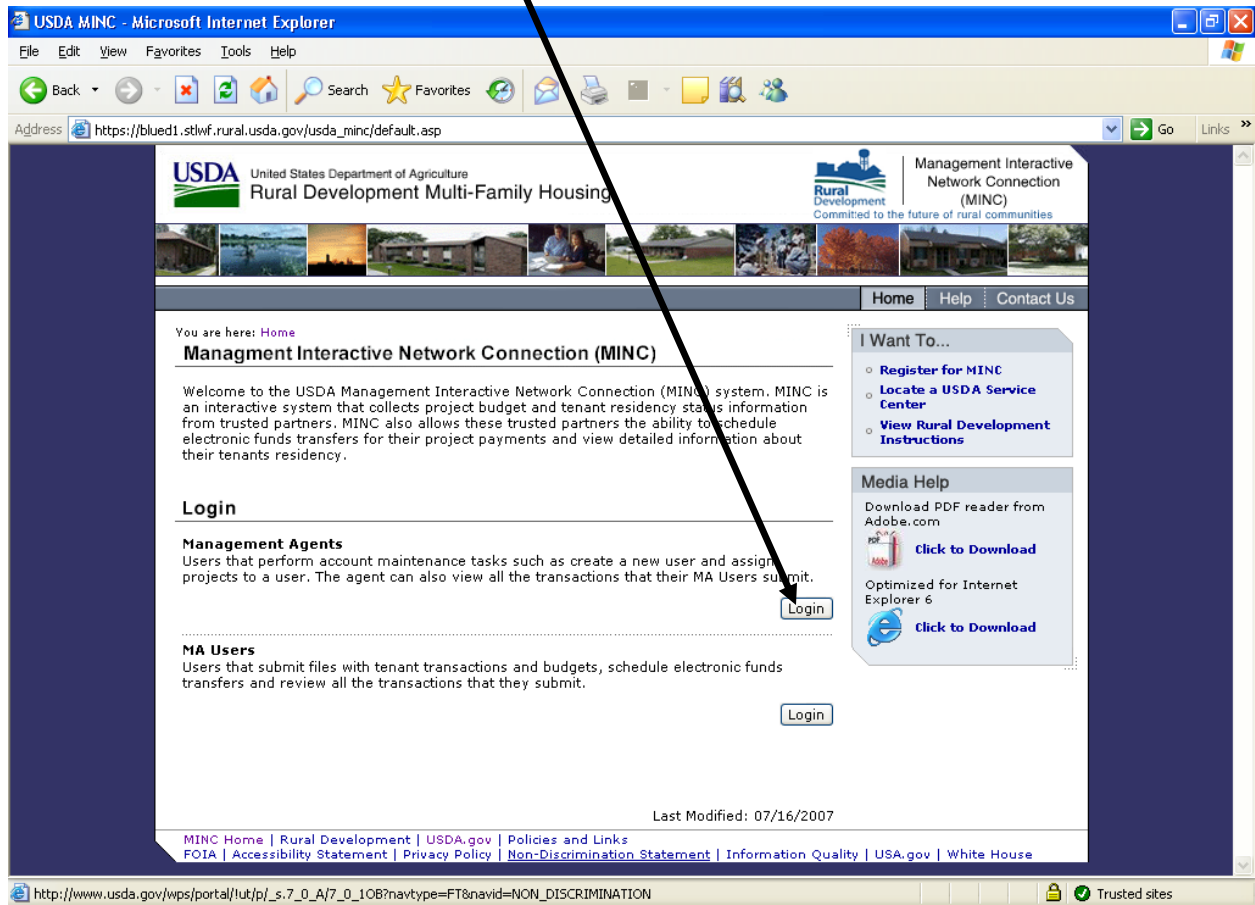 USDA MINC - Microsoft Internet Explorer
File Edit View Favorites Tools Help
Back Search Favorites
Address https://blued1.stlwf.rural.usda.gov/usda_minc/default.asp Go Links »
USDA United States Department of Agriculture
Rural Development Multi-Family Housing
Rural
Development
Committed to the future of rural communities
Management Interactive
Network Connection
(MINC)
Home Help Contact Us
You are here: Home
Managment Interactive Network Connection (MINC)
Welcome to the USDA Management Interactive Network Connection (MINC) system. MINC is
an interactive system that collects project budget and tenant residency status information
from trusted partners. MINC also allows these trusted partners the ability to schedule
electronic funds transfers for their project payments and view detailed information about
their tenants residency.
Login
Management Agents
Users that perform account maintenance tasks such as create a new user and assign
projects to a user. The agent can also view all the transactions that their MA Users submit.
Login
MA Users
Users that submit files with tenant transactions and budgets, schedule electronic funds
transfers and review all the transactions that they submit.
Login
I Want To...
Register for MINC
Locate a USDA Service
Center
View Rural Development
Instructions
Media Help
Download PDF reader from
Adobe.com
PDF
Adobe
Click to Download
Optimized for Internet
Explorer 6
Click to Download
Last Modified: 07/16/2007
MINC Home | Rural Development | USDA.gov | Policies and Links
FOIA | Accessibility Statement | Privacy Policy | Non-Discrimination Statement | Information Quality | USA.gov | White House
http://www.usda.gov/wps/portal/!ut/p/_s.7_0_A/7_0_1OB?navtype=FT&navid=NON_DISCRIMINATION Trusted sites